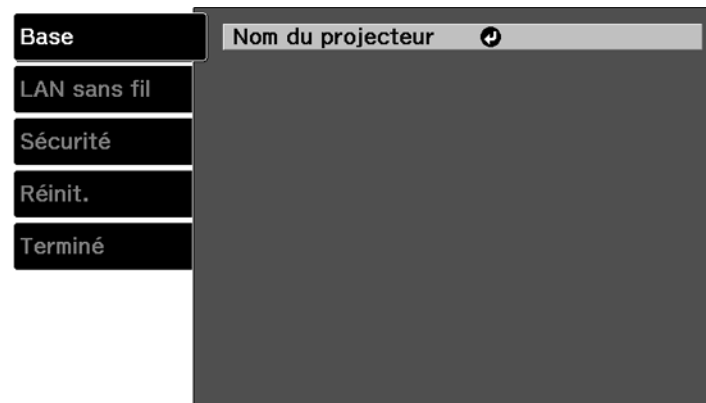 Base
Nom du projecteur
LAN sans fil
Sécurité
Réinit.
Terminé